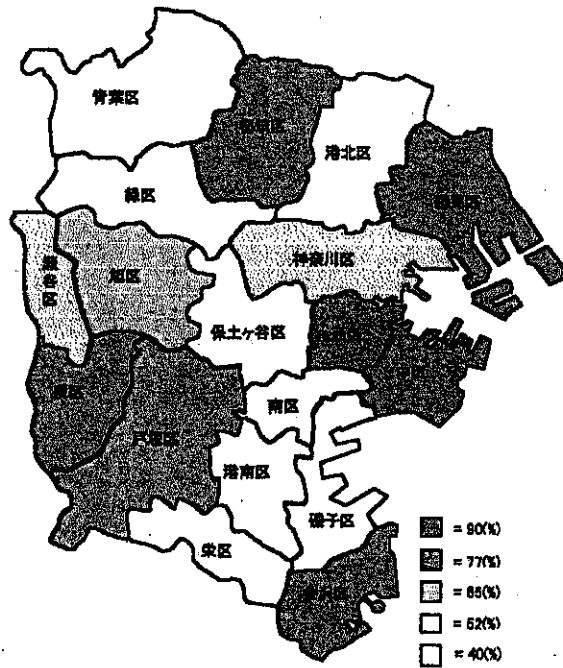 青葉区
港北区
緑区
瀬谷区
旭区
神奈川区
保土ヶ谷区
南区
戸塚区
港南区
磯子区
栄区
= 90(%)
= 77(%)
= 65(%)
= 52(%)
= 40(%)